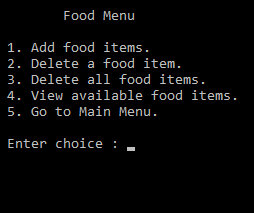 Food Menu
1. Add food items.
2. Delete a food item.
3. Delete all food items.
4. View available food items.
5. Go to Main Menu.
Enter choice : _